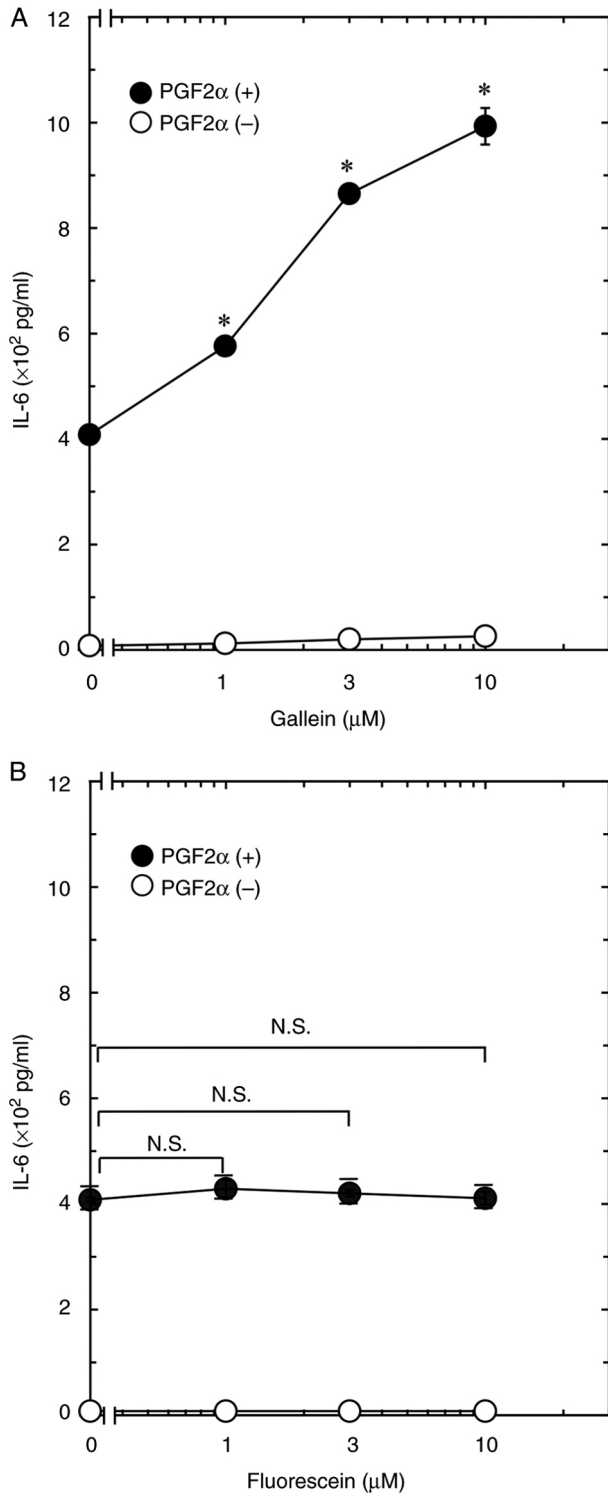 A
12
10
8
6
4
2
0
IL-6 (×10² pg/ml)
PGF2α (+)
PGF2α (–)
*
*
*
0 1 3 10
Gallein (μM)
B
12
10
8
6
4
2
0
IL-6 (×10² pg/ml)
PGF2α (+)
PGF2α (–)
N.S.
N.S.
N.S.
0 1 3 10
Fluorescein (μM)